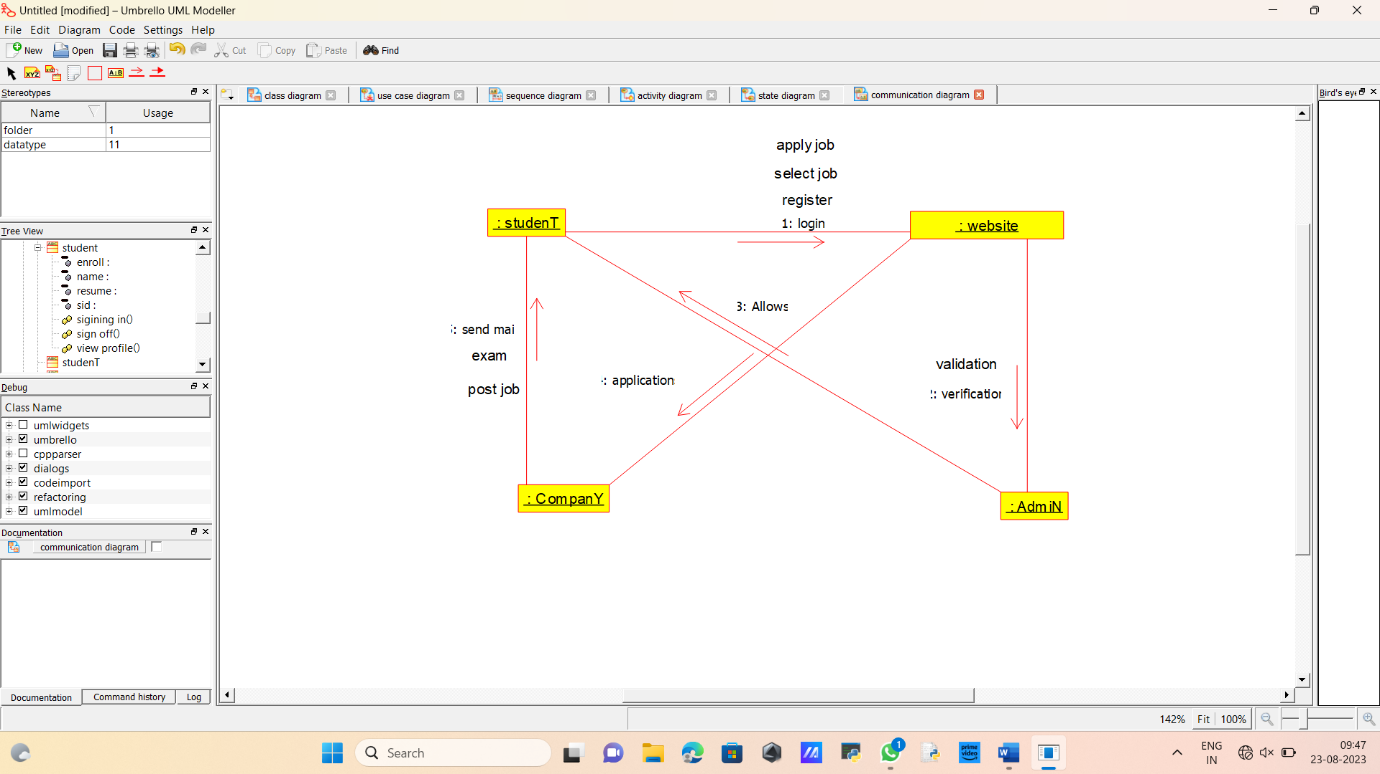 Untitled [modified] – Umbrello UML Modeller
File Edit Diagram Code Settings Help
New Open Cut Copy Paste Find
XYZ A B
Stereotypes
Name Usage
folder 1
datatype 11
Tree View
student
enroll :
name :
resume :
sid :
sigining in()
sign off()
view profile()
studenT
Debug
Class Name
umlwidgets
umbrello
cppparser
dialogs
codeimport
refactoring
umlmodel
Documentation
communication diagram
Documentation Command history Log
class diagram use case diagram sequence diagram activity diagram state diagram communication diagram
Bird's eye
apply job
select job
register
1: login
: studenT
: website
3: Allows
: send mai
exam
post job
: application
validation
: verification
: CompanY
: AdmiN
142% Fit 100%
Search
prime video
1
ENG
IN
09:47
23-08-2023